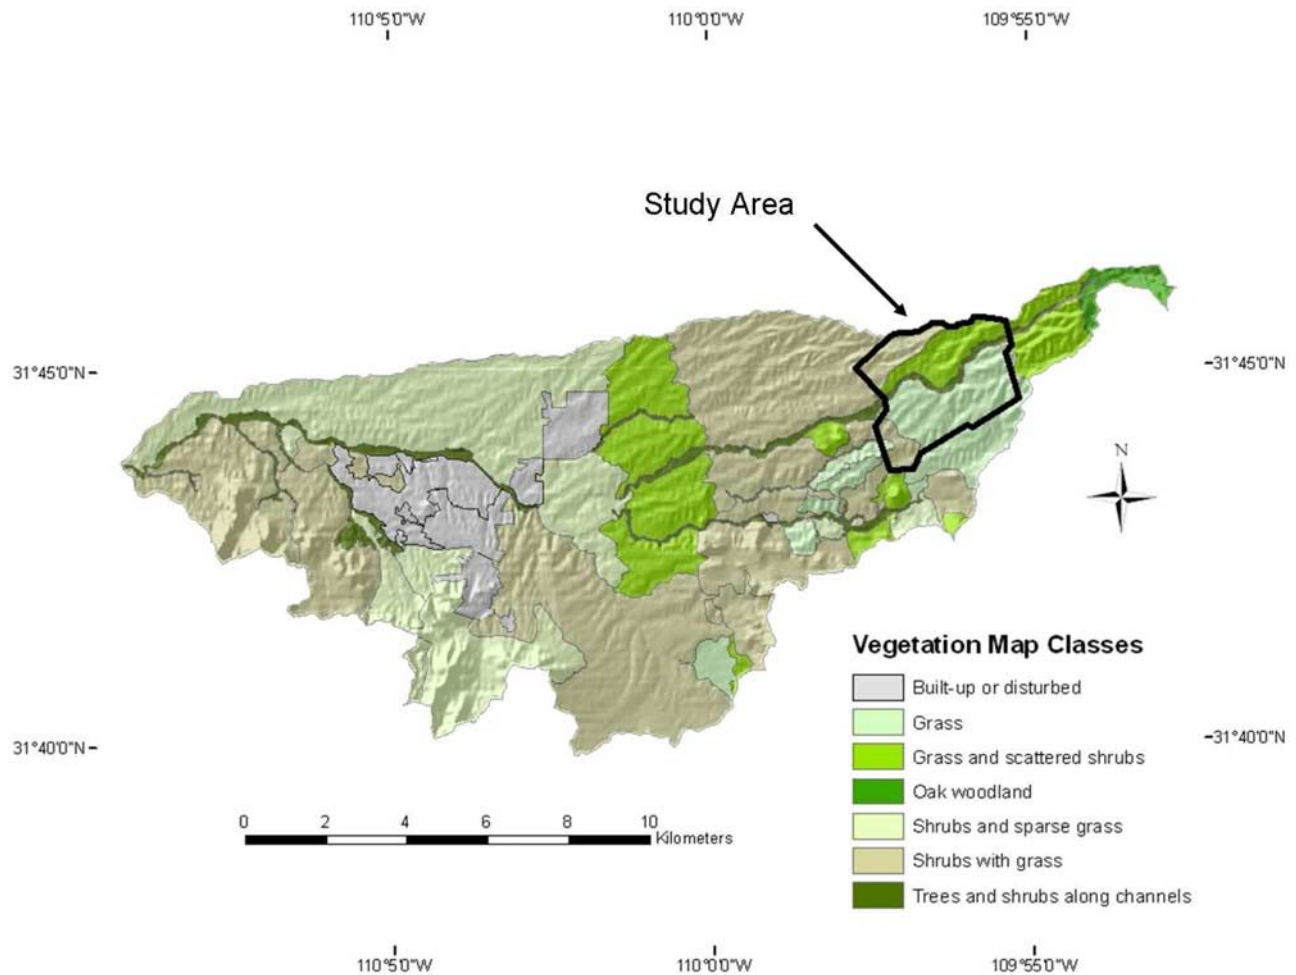 110°5'0"W 110°0'0"W 109°55'0"W
Study Area
31°45'0"N 31°45'0"N
N
Vegetation Map Classes
Built-up or disturbed
Grass
Grass and scattered shrubs
Oak woodland
Shrubs and sparse grass
Shrubs with grass
Trees and shrubs along channels
31°40'0"N 31°40'0"N
0 2 4 6 8 10
Kilometers
110°5'0"W 110°0'0"W 109°55'0"W